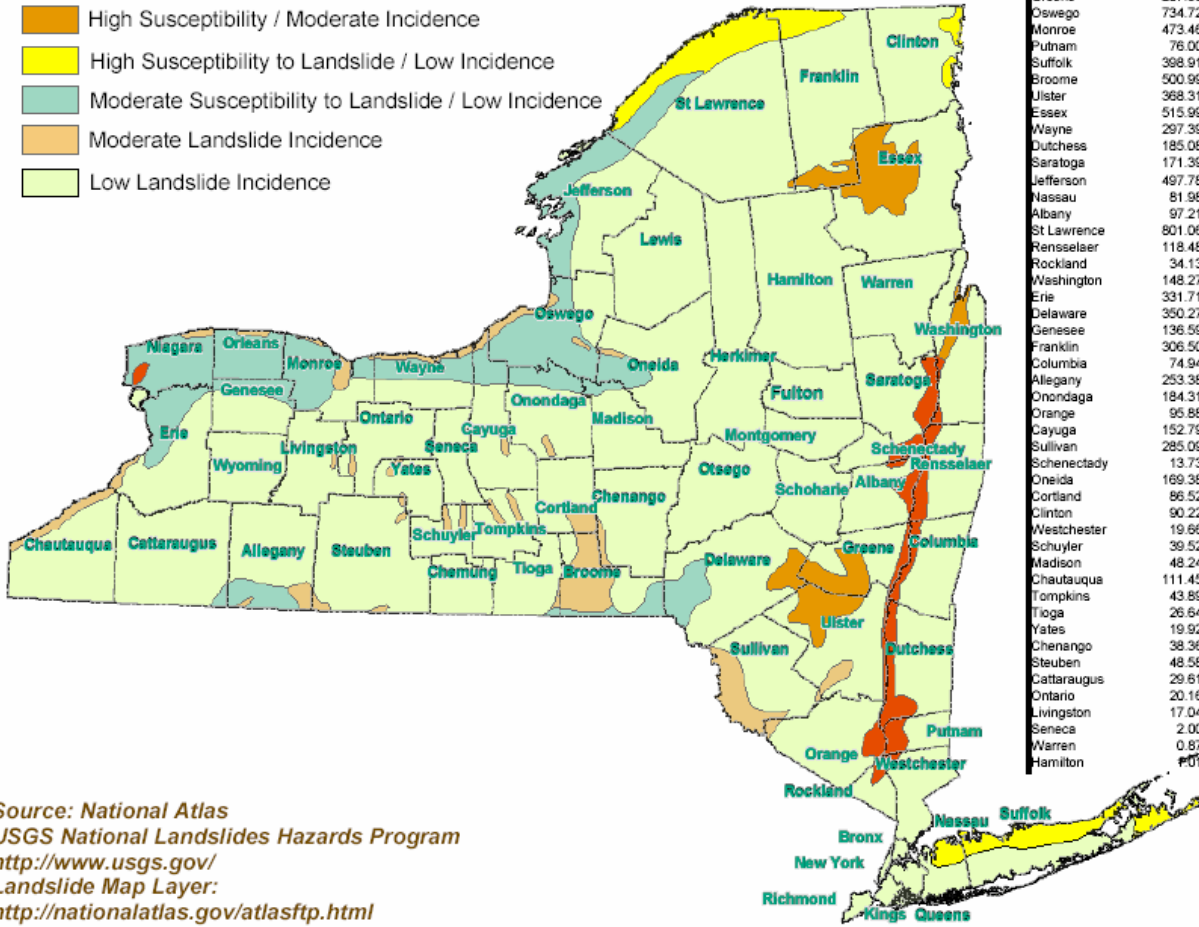 High Susceptibility / Moderate Incidence
High Susceptibility to Landslide / Low Incidence
Moderate Susceptibility to Landslide / Low Incidence
Moderate Landslide Incidence
Low Landslide Incidence
Clinton
Franklin
St Lawrence
Essex
Jefferson
Lewis
Hamilton
Warren
Oswego
Washington
Niagara
Orleans
Monroe
Wayne
Oneida
Herkimer
Saratoga
Genesee
Fulton
Onondaga
Ontario
Madison
Erie
Cayuga
Montgomery
Livingston
Seneca
Schenectady
Wyoming
Yates
Otsego
Rensselaer
Schoharie
Albany
Chenango
Cortland
Schuyler
Tompkins
Chautauqua
Cattaraugus
Allegany
Steuben
Greene
Columbia
Delaware
Chemung
Tioga
Broome
Ulster
Sullivan
Dutchess
Putnam
Orange
Westchester
Rockland
Suffolk
Nassau
Bronx
New York
Richmond
Kings
Queens
Oswego 734.72
Monroe 473.46
Putnam 76.00
Suffolk 398.91
Broome 500.99
Ulster 368.31
Essex 515.99
Wayne 297.39
Dutchess 185.08
Saratoga 171.39
Jefferson 497.78
Nassau 81.98
Albany 97.21
St Lawrence 801.06
Rensselaer 118.48
Rockland 34.13
Washington 148.27
Erie 331.71
Delaware 350.27
Genesee 136.59
Franklin 306.50
Columbia 74.94
Allegany 253.38
Onondaga 184.31
Orange 95.88
Cayuga 152.79
Sullivan 285.09
Schenectady 13.73
Oneida 169.38
Cortland 86.52
Clinton 90.22
Westchester 19.68
Schuyler 39.52
Madison 48.24
Chautauqua 111.45
Tompkins 43.89
Tioga 26.64
Yates 19.92
Chenango 38.36
Steuben 48.58
Cattaraugus 29.61
Ontario 20.16
Livingston 17.04
Seneca 2.00
Warren 0.87
Hamilton
Source: National Atlas
USGS National Landslides Hazards Program
http://www.usgs.gov/
Landslide Map Layer:
http://nationalatlas.gov/atlasftp.html